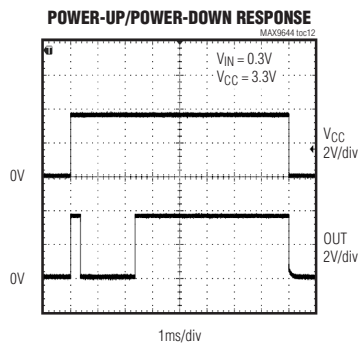 POWER-UP/POWER-DOWN RESPONSE
MAX9644 toc12
VIN = 0.3V
VCC = 3.3V
VCC
2V/div
0V
OUT
2V/div
0V
1ms/div